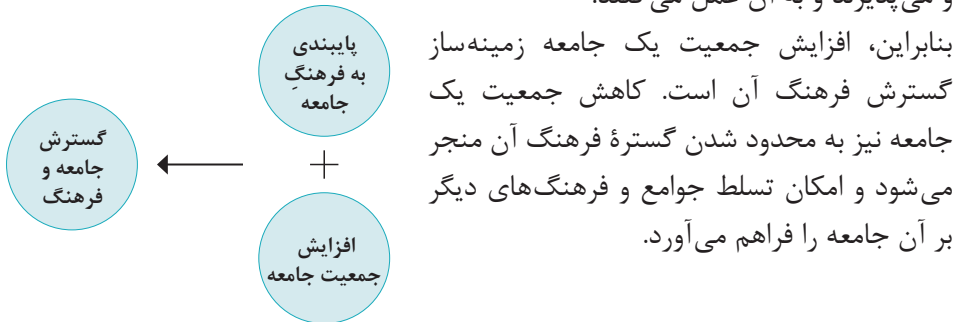 و می‌پذیرند و به آن عمل می‌کنند.
بنابراین، افزایش جمعیت یک جامعه زمینه‌ساز
گسترش فرهنگ آن است. کاهش جمعیت یک
جامعه نیز به محدود شدن گسترهٔ فرهنگ آن منجر
می‌شود و امکان تسلط جوامع و فرهنگ‌های دیگر
بر آن جامعه را فراهم می‌آورد.
پایبندی
به فرهنگِ
جامعه
+
افزایش
جمعیت جامعه
گسترش
جامعه و
فرهنگ